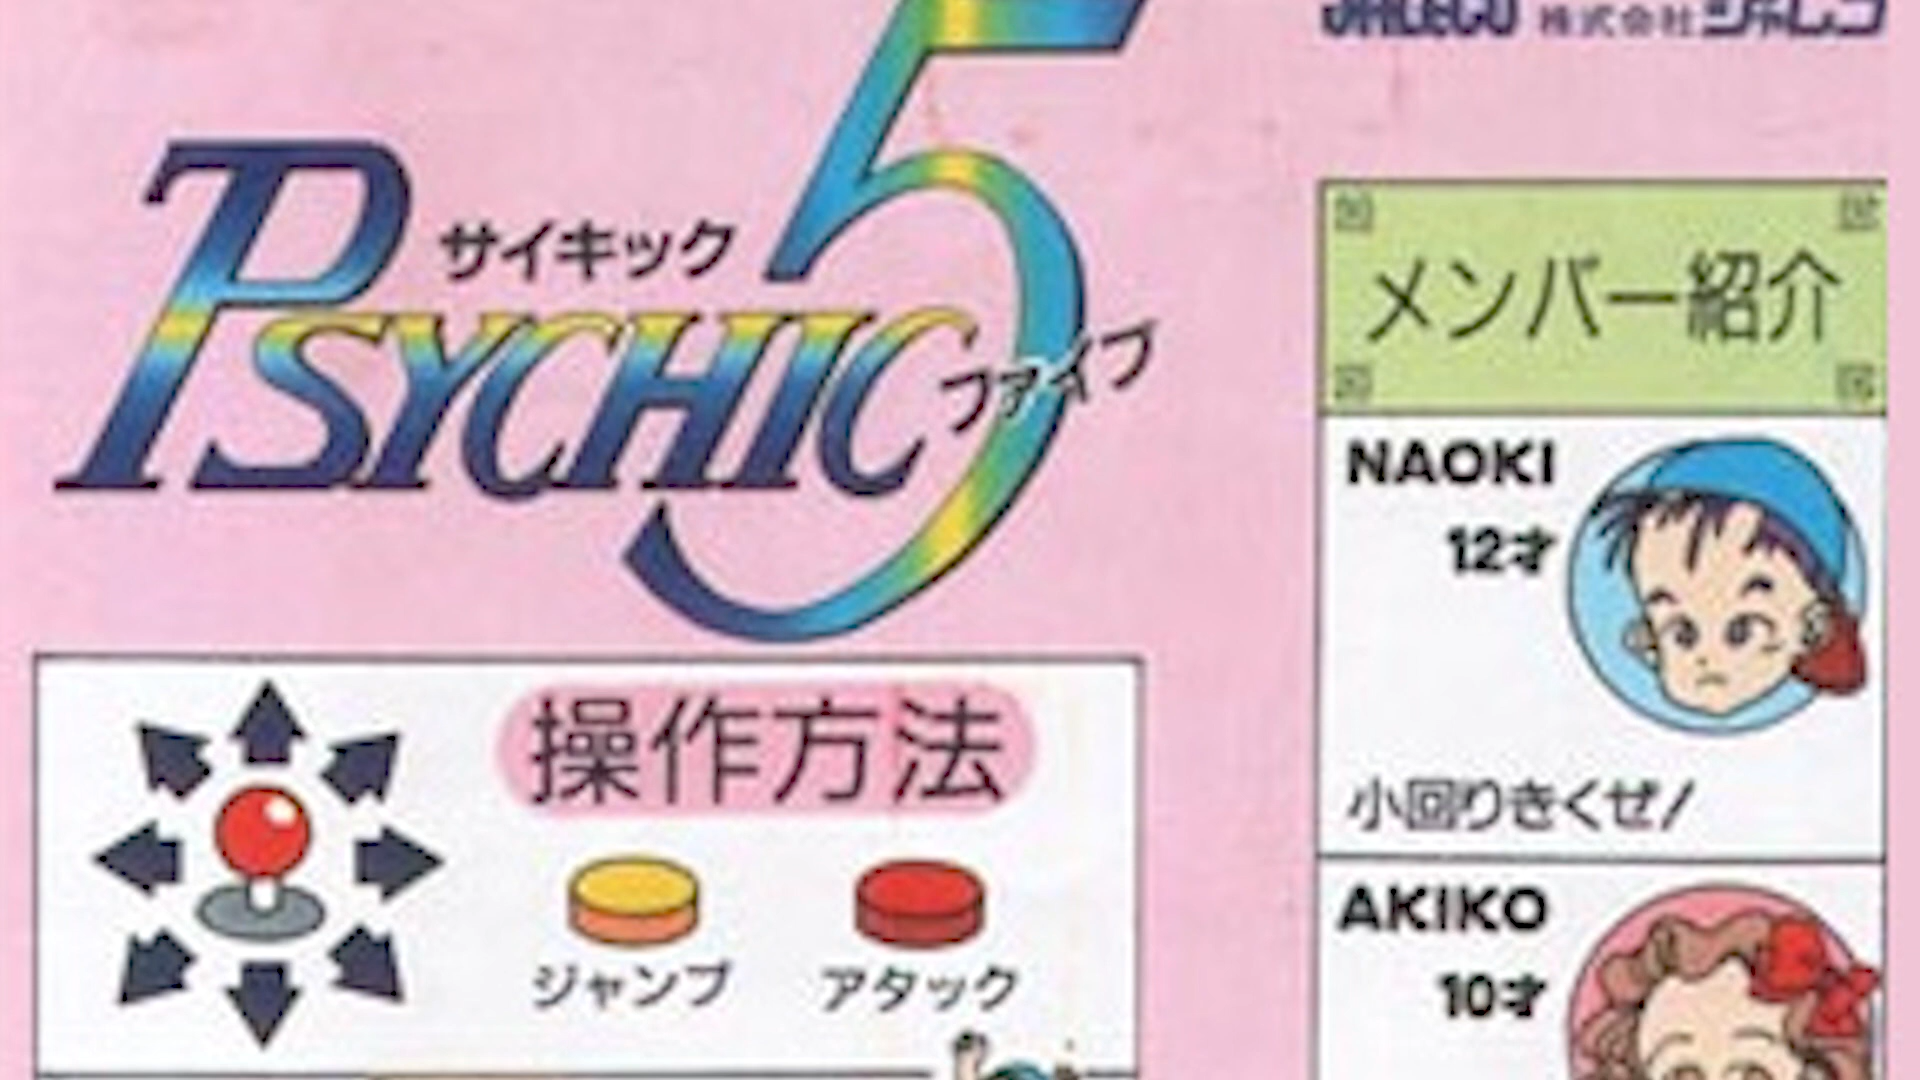 JALECO 株式会社ジャレコ
PSYCHIC 5
サイキック
ファイブ
メンバー紹介
NAOKI
12才
小回りきくぜ!
操作方法
ジャンプ
アタック
AKIKO
10才